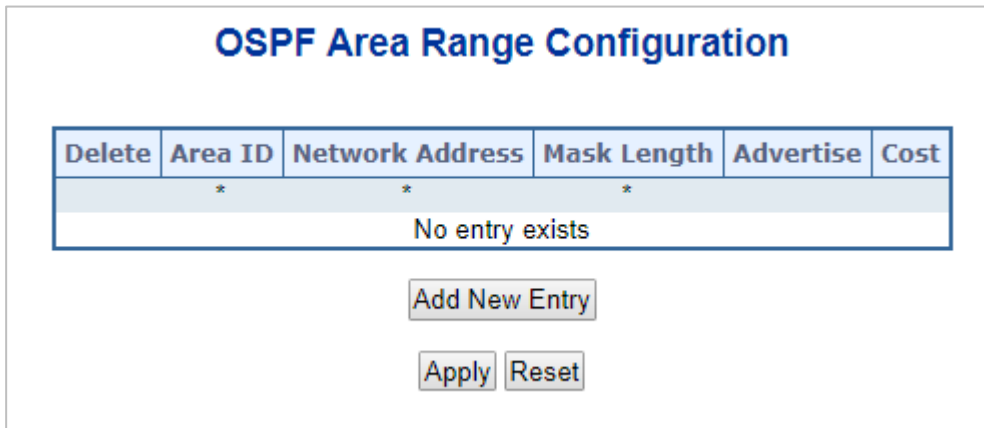 OSPF Area Range Configuration
Delete Area ID Network Address Mask Length Advertise Cost
* * *
No entry exists
Add New Entry
Apply Reset